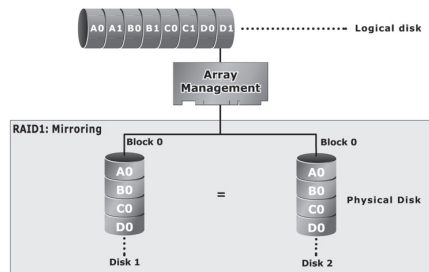 A0 A1 B0 B1 C0 C1 D0 D1 Logical disk
Array
Management
RAID1: Mirroring
Block 0 Block 0
A0 A0
B0 = B0
C0 C0
D0 D0
Physical Disk
Disk 1 Disk 2